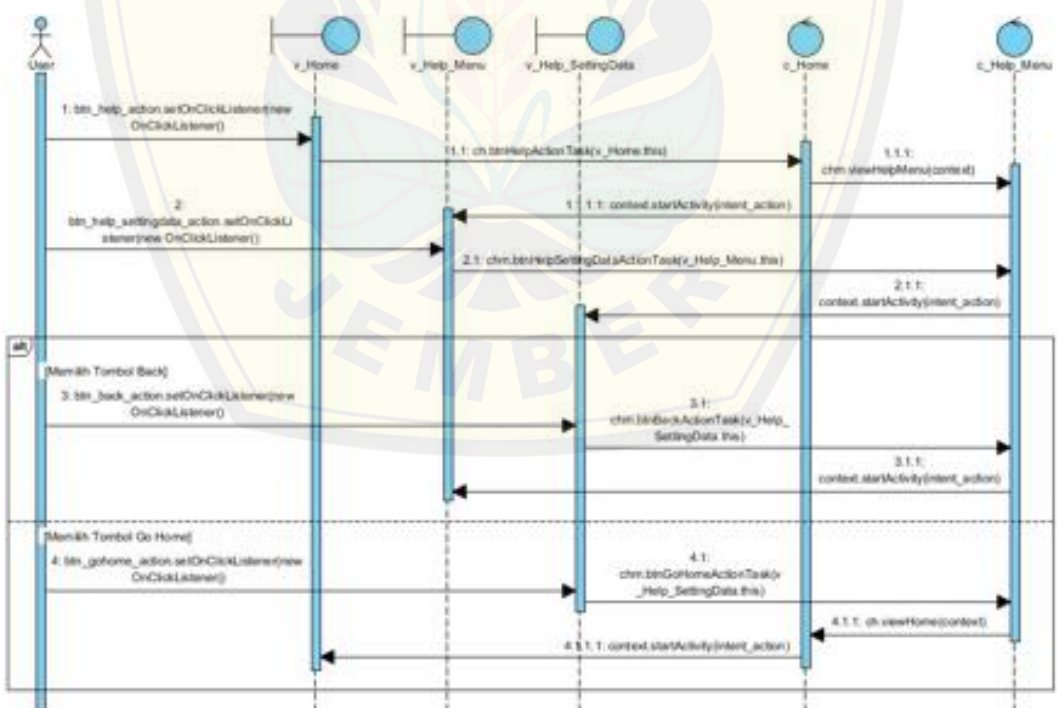 User
v_Home
v_Help_Menu
v_Help_SettingData
c_Home
c_Help_Menu
1: btn_help_action.setOnClickListener(new
OnClickListener()
1.1: ch.btnHelpActionTask(v_Home.this)
1.1.1:
chm.viewHelpMenu(context)
1.1.1.1: context.startActivity(intent_action)
2:
btn_help_settingdata_action.setOnClickLi
stener(new OnClickListener()
2.1: chm.btnHelpSettingDataActionTask(v_Help_Menu.this)
2.1.1:
context.startActivity(intent_action)
JEMBER
alt
[Memilih Tombol Back]
3: btn_back_action.setOnClickListener(new
OnClickListener()
3.1:
chm.btnBackActionTask(v_Help_
SettingData.this)
3.1.1:
context.startActivity(intent_action)
[Memilih Tombol Go Home]
4: btn_gohome_action.setOnClickListener(new
OnClickListener()
4.1:
chm.btnGoHomeActionTask(v
_Help_SettingData.this)
4.1.1: ch.viewHome(context)
4.1.1.1: context.startActivity(intent_action)